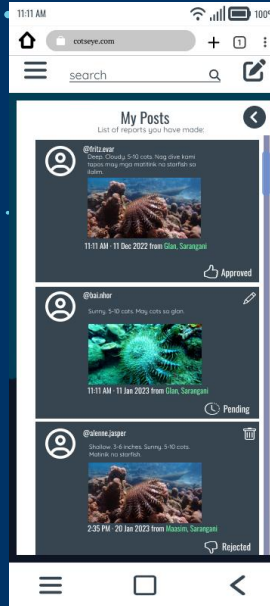 11:11 AM
100%
cotseye.com
1
search
My Posts
List of reports you have made:
@fritz.evar
Deep. Cloudy. 5-10 cots. Nag dive kami
tapos may mga matitnik na starfish sa
ilalim.
11:11 AM - 11 Dec 2022 from Glan, Sarangani
Approved
@bai.nhor
Sunny. 5-10 cots. May cots sa glan.
11:11 AM - 11 Jan 2023 from Glan, Sarangani
Pending
@alenne.jasper
Shallow. 3-6 inches. Sunny. 5-10 cots.
Matinik na starfish.
2:35 PM - 20 Jan 2023 from Maasim, Sarangani
Rejected